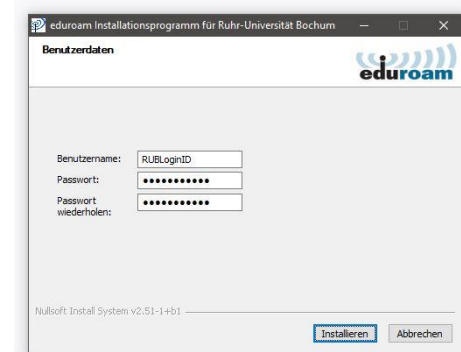 eduroam Installationsprogramm für Ruhr-Universität Bochum
Benutzerdaten
eduroam
Benutzername: RUBLoginID
Passwort: ●●●●●●●●●●●
Passwort
wiederholen: ●●●●●●●●●●●
Nullsoft Install System v2.51-1+b1
Installieren Abbrechen